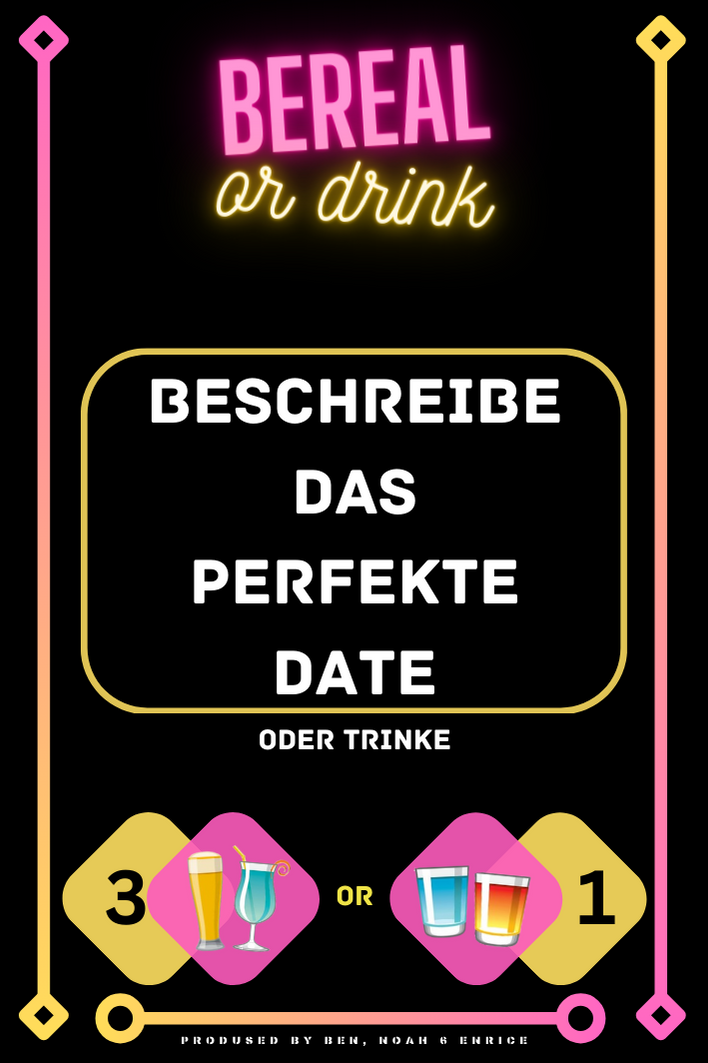 BEREAL
or drink
BESCHREIBE
DAS
PERFEKTE
DATE
ODER TRINKE
3 OR 1
PRODUSED BY BEN, NOAH & ENRICE